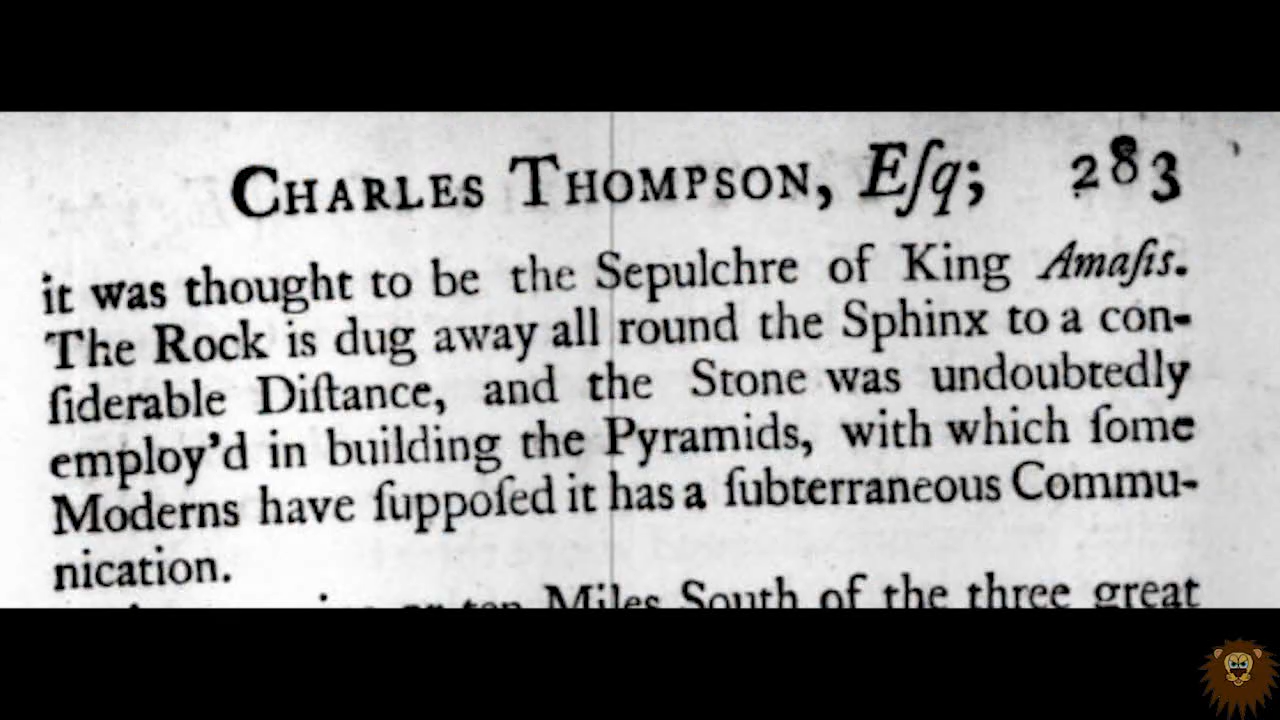 CHARLES THOMPSON, Eſq; 283
it was thought to be the Sepulchre of King Amaſis.
The Rock is dug away all round the Sphinx to a con-
ſiderable Diſtance, and the Stone was undoubtedly
employ'd in building the Pyramids, with which ſome
Moderns have ſuppoſed it has a ſubterraneous Commu-
nication.
or ten Miles South of the three great